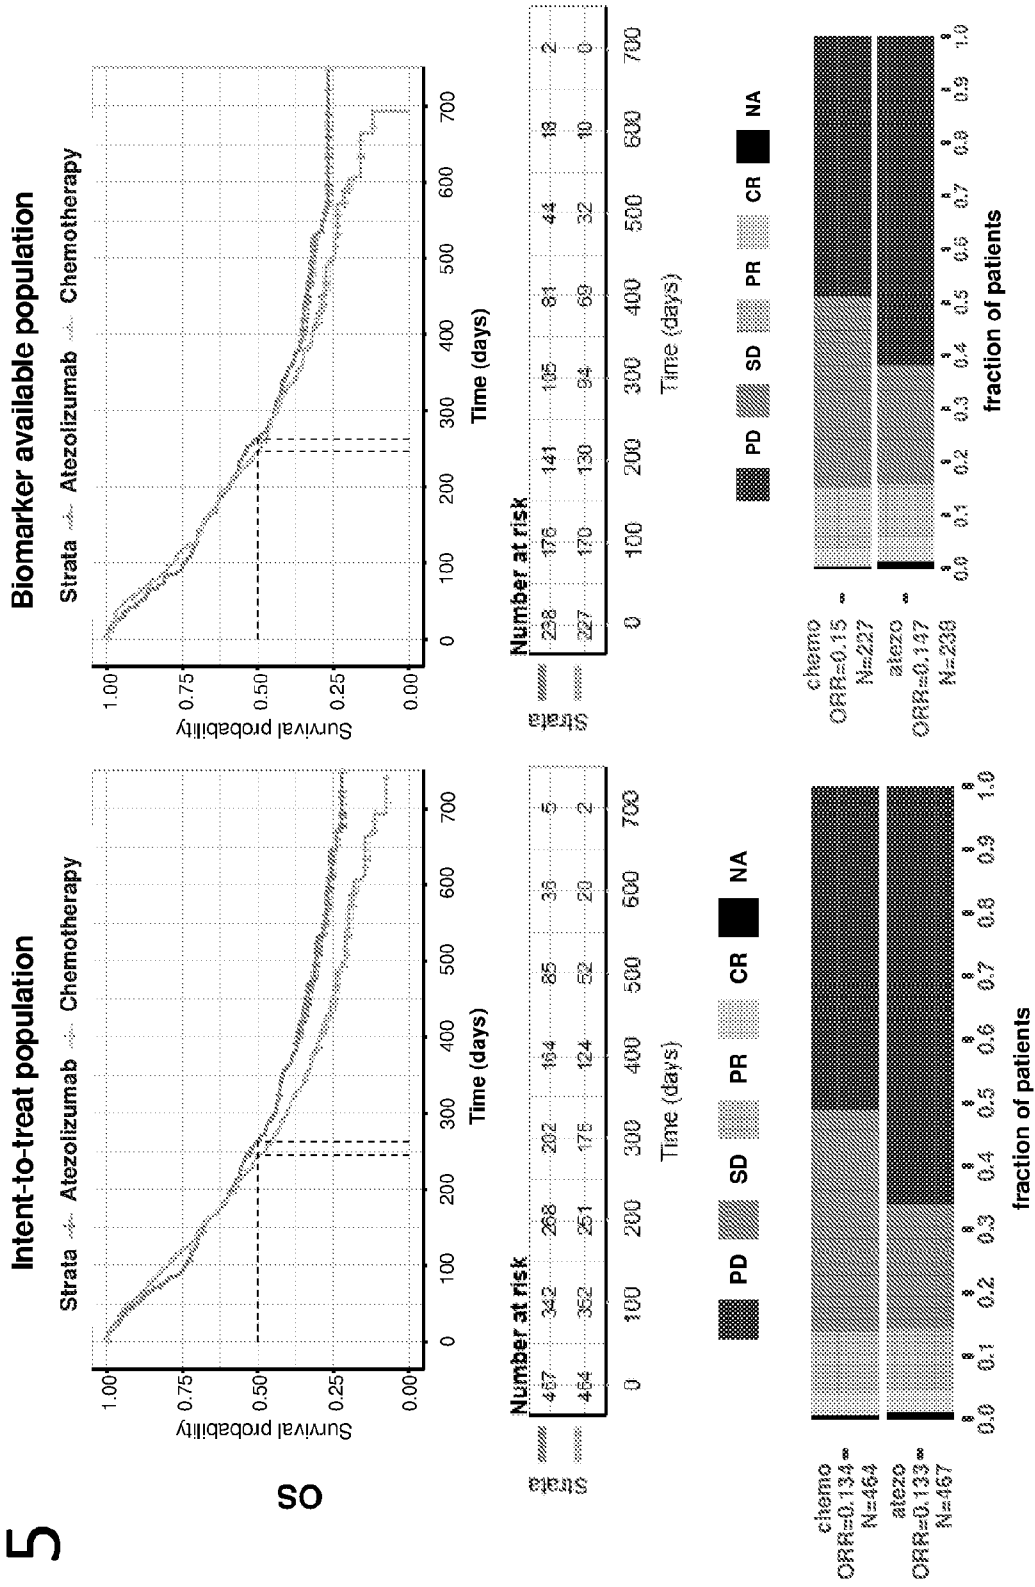 5
OS
Intent-to-treat population
Strata Atezolizumab Chemotherapy
Survival probability
1.00
0.75
0.50
0.25
0.00
0 100 200 300 400 500 600 700
Time (days)
Number at risk
Strata
467 342 268 202 164 85 36 5
464 352 251 175 124 52 20 2
0 100 200 300 400 500 600 700
Time (days)
PD SD PR CR NA
chemo
ORR=0.134
N=464
atezo
ORR=0.133
N=467
0.0 0.1 0.2 0.3 0.4 0.5 0.6 0.7 0.8 0.9 1.0
fraction of patients
Biomarker available population
Strata Atezolizumab Chemotherapy
Survival probability
1.00
0.75
0.50
0.25
0.00
0 100 200 300 400 500 600 700
Time (days)
Number at risk
Strata
238 176 141 105 81 44 18 2
227 170 130 94 69 32 10 0
0 100 200 300 400 500 600 700
Time (days)
PD SD PR CR NA
chemo
ORR=0.15
N=227
atezo
ORR=0.147
N=238
0.0 0.1 0.2 0.3 0.4 0.5 0.6 0.7 0.8 0.9 1.0
fraction of patients